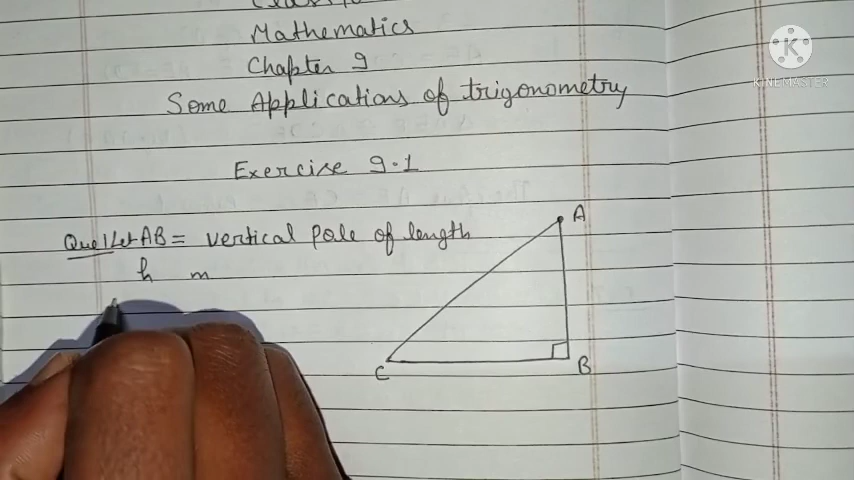 Mathematics
Chapter 9
Some Applications of trigonometry
Exercise 9.1
Que1 Let AB = vertical pole of length
h m
A
B
C
K
KINEMASTER